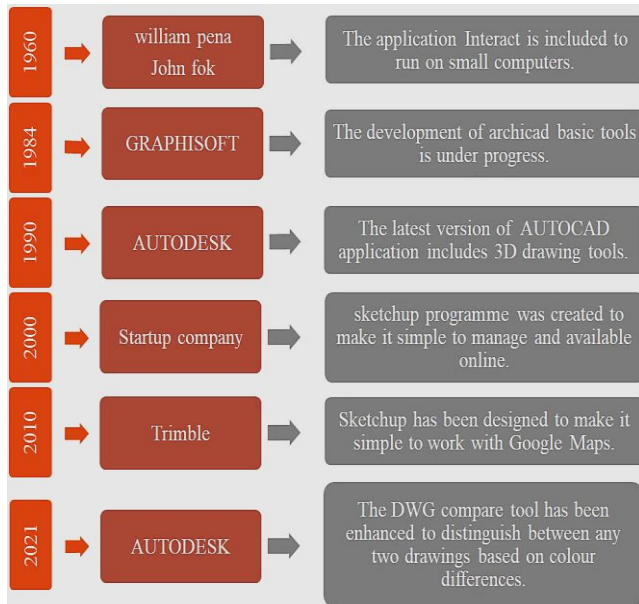 1960
william pena
John fok
The application Interact is included to
run on small computers.
1984
GRAPHISOFT
The development of archicad basic tools
is under progress.
1990
AUTODESK
The latest version of AUTOCAD
application includes 3D drawing tools.
2000
Startup company
sketchup programme was created to
make it simple to manage and available
online.
2010
Trimble
Sketchup has been designed to make it
simple to work with Google Maps.
2021
AUTODESK
The DWG compare tool has been
enhanced to distinguish between any
two drawings based on colour
differences.